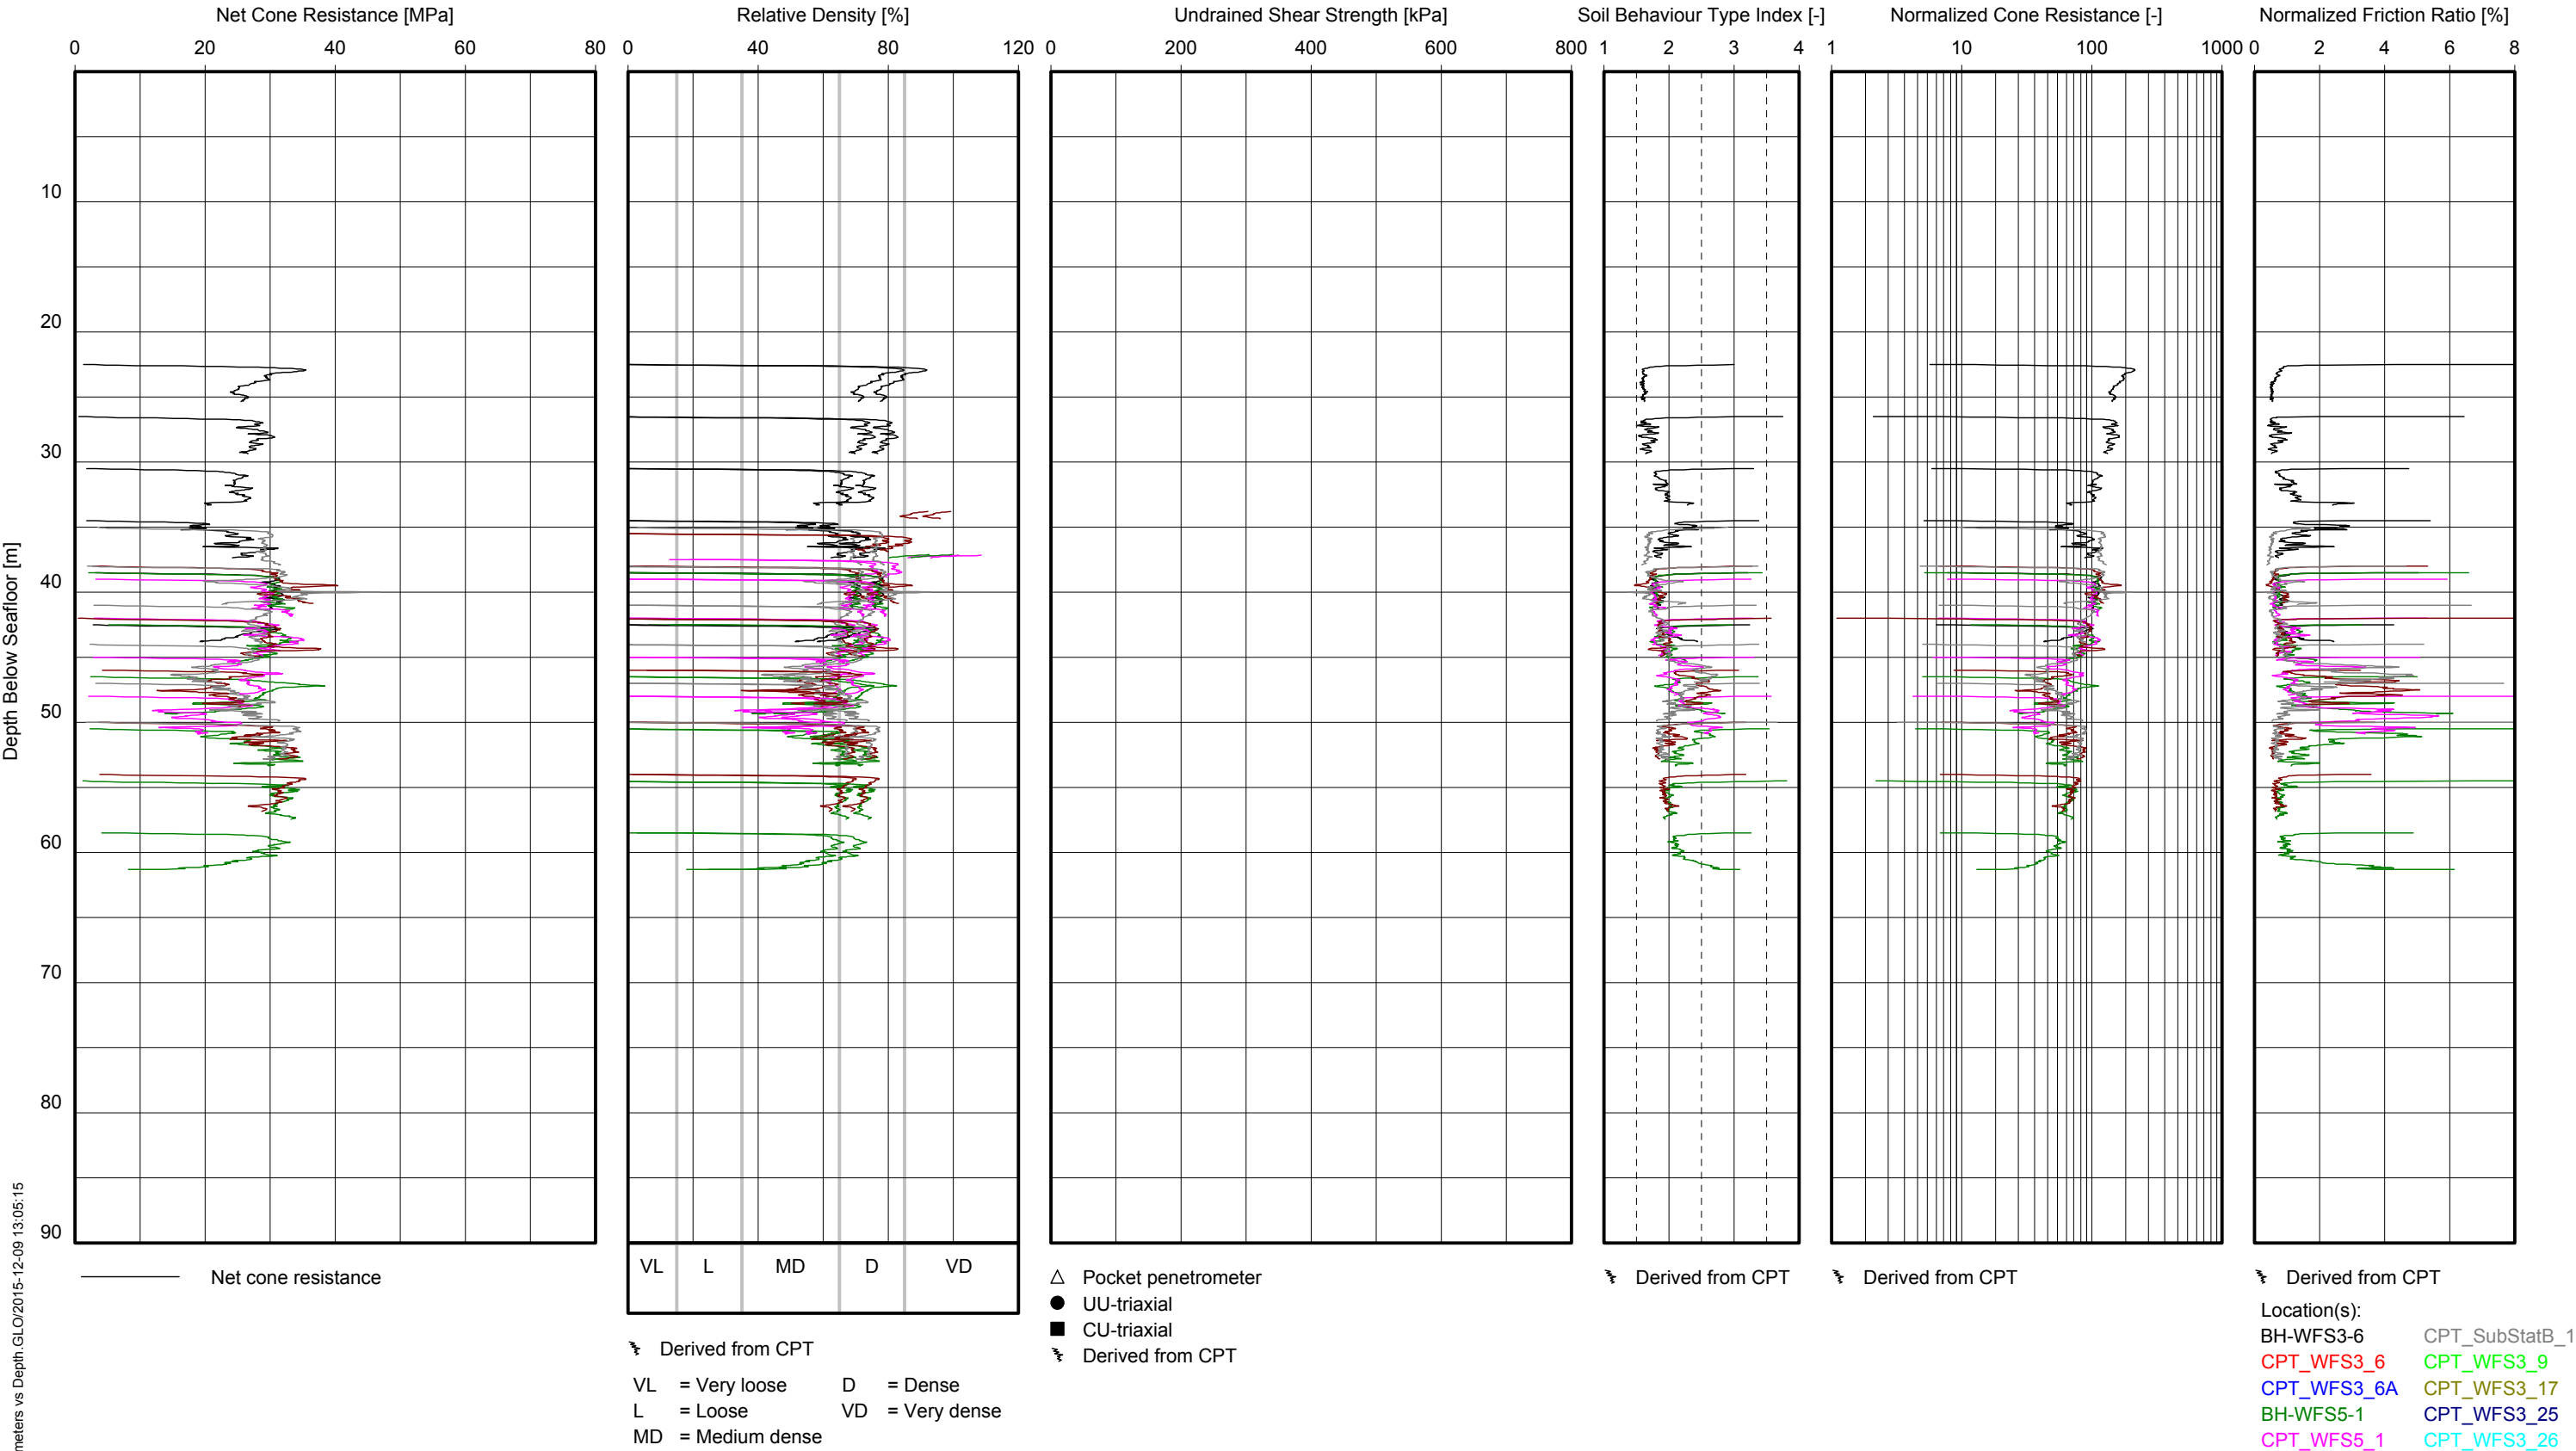 Net Cone Resistance [MPa] Relative Density [%] Undrained Shear Strength [kPa] Soil Behaviour Type Index [-] Normalized Cone Resistance [-] Normalized Friction Ratio [%]
0 20 40 60 80 0 40 80 120 0 200 400 600 800 1 2 3 4 1 10 100 1000 0 2 4 6 8
10
20
30
40
50
60
70
80
90
Depth Below Seafloor [m]
meters vs Depth.GLO/2015-12-09 13:05:15
VL L MD D VD
Net cone resistance
Derived from CPT
VL = Very loose D = Dense
L = Loose VD = Very dense
MD = Medium dense
Pocket penetrometer
UU-triaxial
CU-triaxial
Derived from CPT
Derived from CPT
Derived from CPT
Derived from CPT
Location(s):
BH-WFS3-6 CPT_SubStatB_1
CPT_WFS3_6 CPT_WFS3_9
CPT_WFS3_6A CPT_WFS3_17
BH-WFS5-1 CPT_WFS3_25
CPT_WFS5_1 CPT_WFS3_26